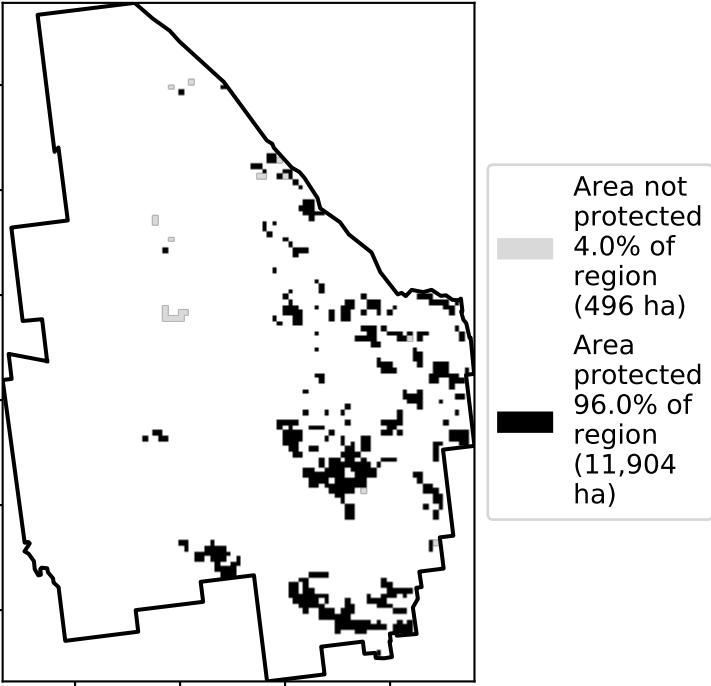 Area not
protected
4.0% of
region
(496 ha)
Area
protected
96.0% of
region
(11,904
ha)